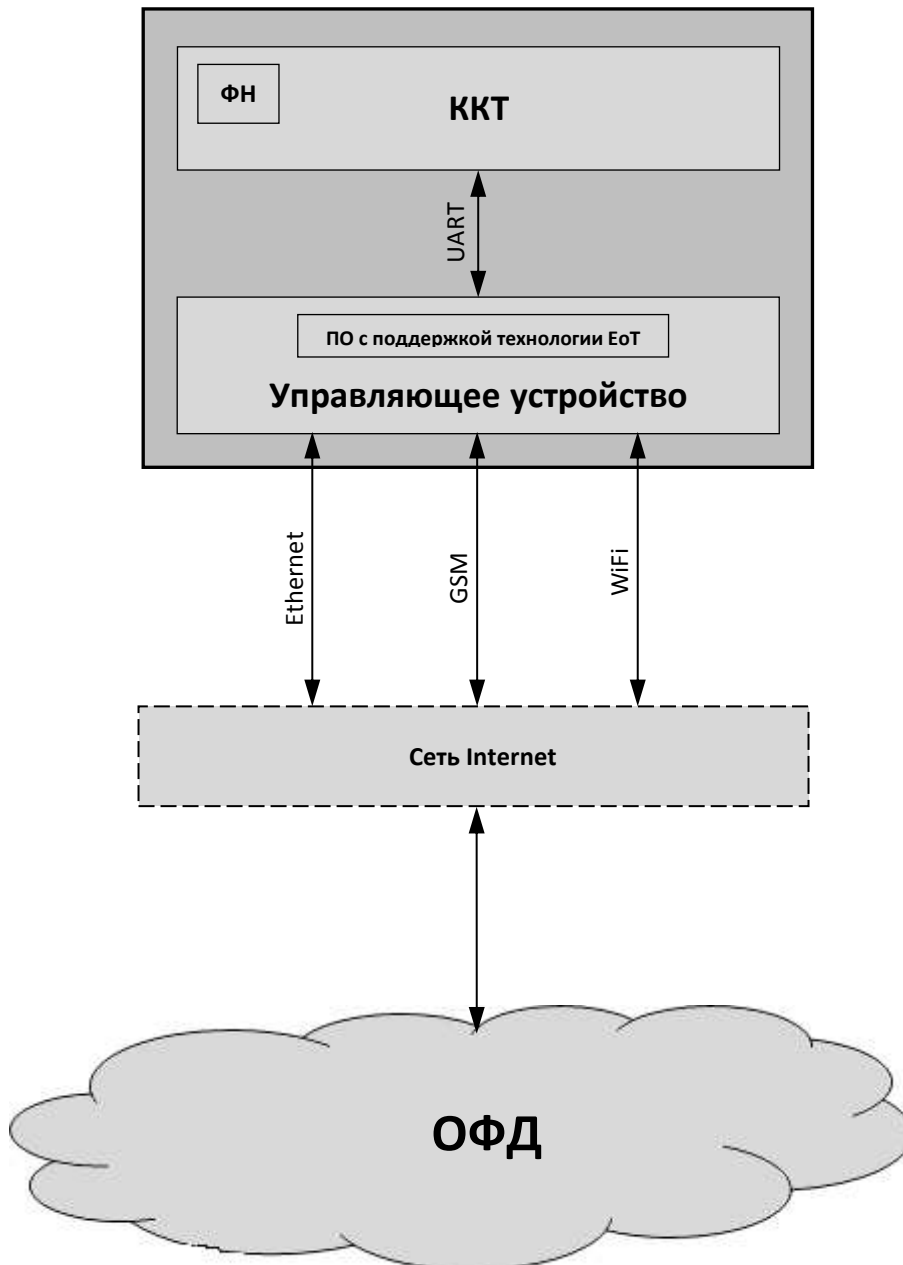 ФН
ККТ
UART
ПО с поддержкой технологии EoT
Управляющее устройство
Ethernet
GSM
WiFi
Сеть Internet
ОФД